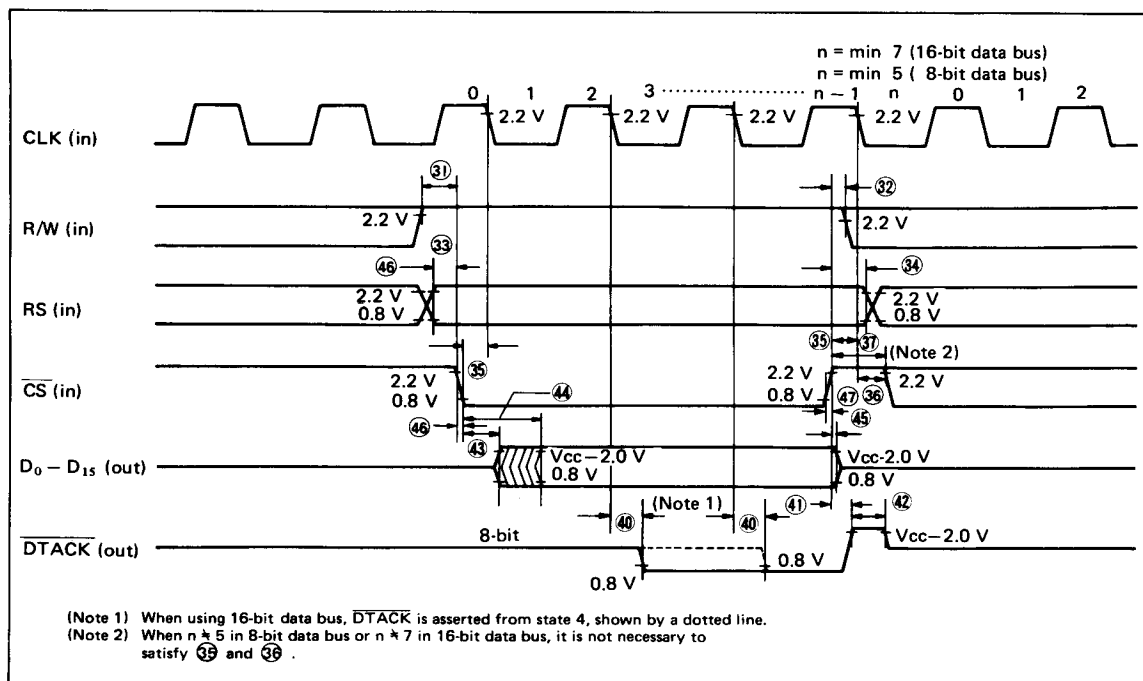 n = min 7 (16-bit data bus)
n = min 5 ( 8-bit data bus)
0 1 2 3 ·················· n – 1 n 0 1 2
CLK (in) 2.2 V 2.2 V 2.2 V 2.2 V
㉛ ㉜
R/W (in) 2.2 V 2.2 V
㊻ ㉝ ㉞
RS (in) 2.2 V 2.2 V
0.8 V 0.8 V
㉟ ㊲ (Note 2)
㉟
CS (in) 2.2 V 2.2 V 2.2 V
0.8 V ㊹ 0.8 V ㊼ ㊱
㊻ ㊸ ㊺
D0 – D15 (out) Vcc–2.0 V Vcc-2.0 V
0.8 V 0.8 V
㊵ (Note 1) ㊵ ㊶ ㊷
DTACK (out) 8-bit Vcc–2.0 V
0.8 V 0.8 V
(Note 1) When using 16-bit data bus, DTACK is asserted from state 4, shown by a dotted line.
(Note 2) When n ≒ 5 in 8-bit data bus or n ≒ 7 in 16-bit data bus, it is not necessary to
satisfy ㉟ and ㊱ .